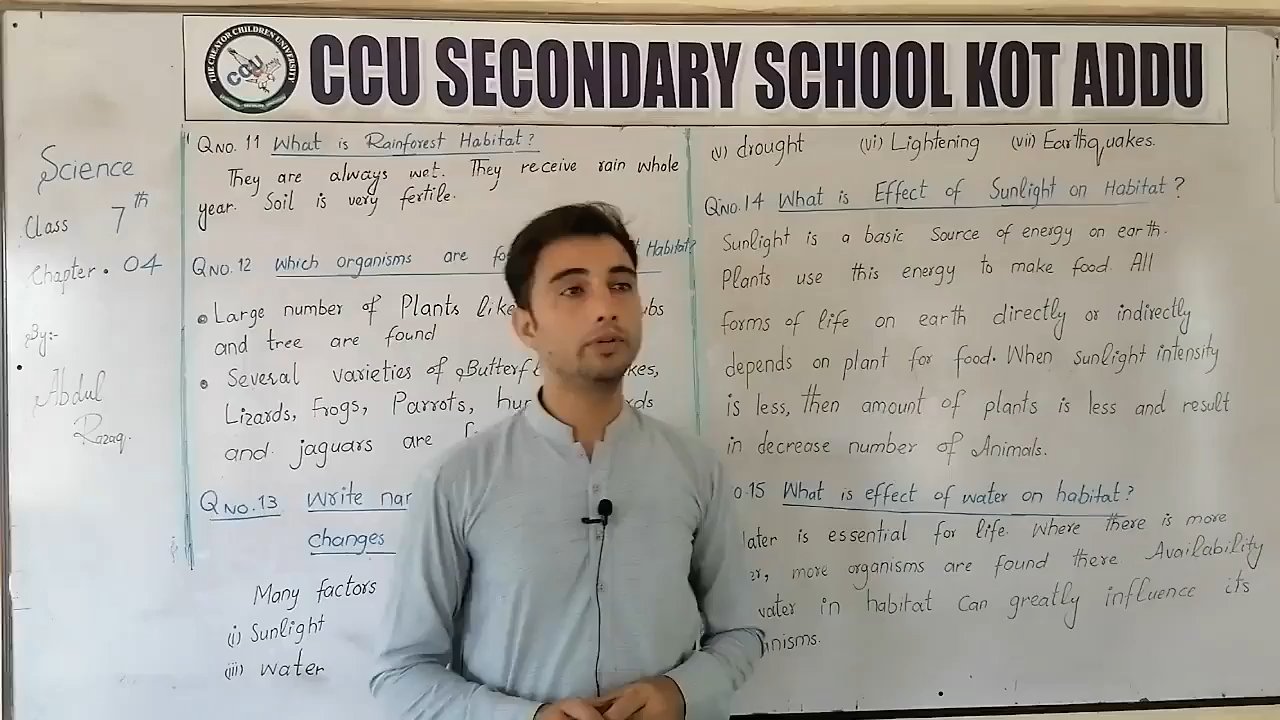 THE CREATOR CHILDREN UNIVERSITY
CCU
CCU SECONDARY SCHOOL KOT ADDU
Science
Class 7th
Chapter. 04
By:-
Abdul
Razaq.
Q NO. 11 What is Rainforest Habitat?
They are always wet. They receive rain whole
year. Soil is very fertile.
Q NO. 12 Which organisms are Habitat?
Large number of Plants like
and tree are found
Several varieties of
Lizards, Frogs, Parrots,
and jaguars are
Q NO. 13 Write
changes
Many factors
(i) Sunlight
(iii) water
(v) drought (vi) Lightening (vii) Earthquakes.
Q NO. 14 What is Effect of Sunlight on Habitat?
Sunlight is a basic Source of energy on earth.
Plants use this energy to make food. All
forms of life on earth directly or indirectly
depends on plant for food. When sunlight intensity
is less, then amount of plants is less and result
in decrease number of Animals.
15 What is effect of water on habitat?
is essential for life. Where there is more
more organisms are found there. Availability
in habitat Can greatly influence its